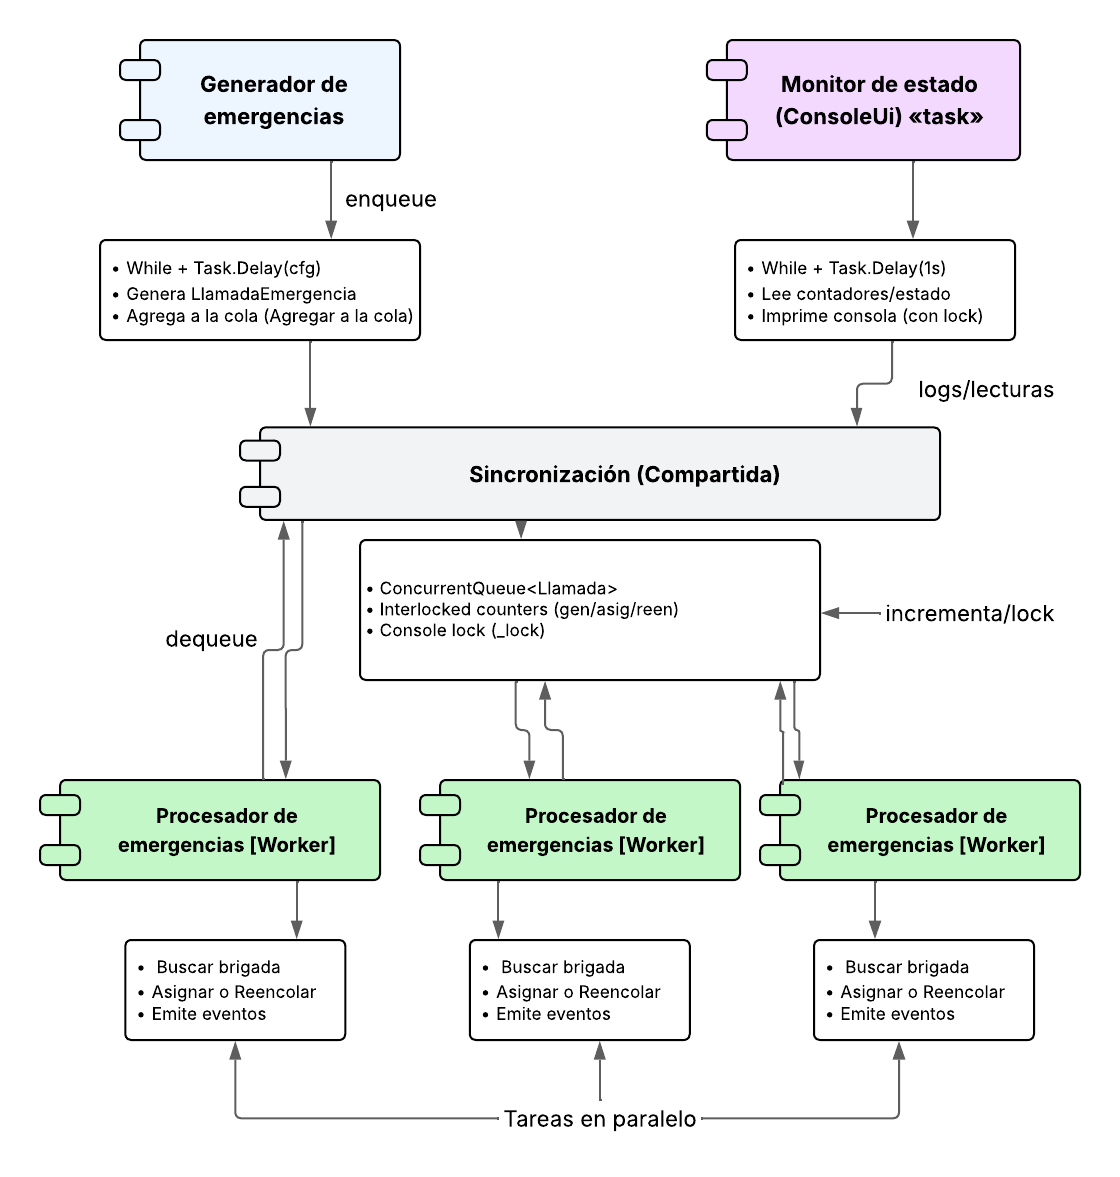 Generador de
emergencias
Monitor de estado
(ConsoleUi) «task»
enqueue
• While + Task.Delay(cfg)
• Genera LlamadaEmergencia
• Agrega a la cola (Agregar a la cola)
• While + Task.Delay(1s)
• Lee contadores/estado
• Imprime consola (con lock)
logs/lecturas
Sincronización (Compartida)
• ConcurrentQueue<Llamada>
• Interlocked counters (gen/asig/reen)
• Console lock (_lock)
incrementa/lock
dequeue
Procesador de
emergencias [Worker]
Procesador de
emergencias [Worker]
Procesador de
emergencias [Worker]
• Buscar brigada
• Asignar o Reencolar
• Emite eventos
• Buscar brigada
• Asignar o Reencolar
• Emite eventos
• Buscar brigada
• Asignar o Reencolar
• Emite eventos
Tareas en paralelo